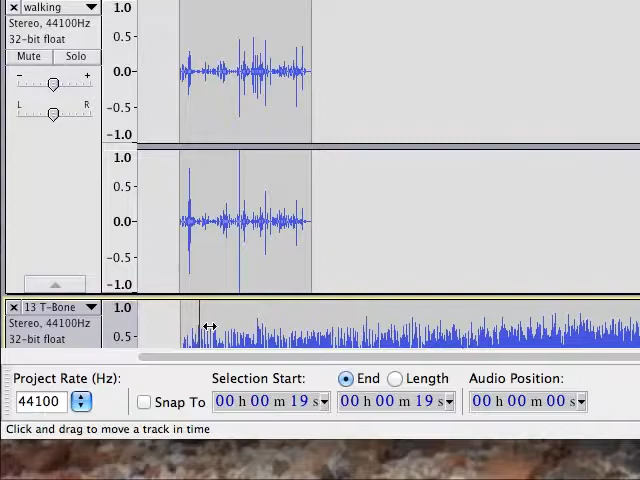 walking
Stereo, 44100Hz
32-bit float
Mute Solo
- +
L R
1.0
0.5
0.0
-0.5
-1.0
1.0
0.5
0.0
-0.5
-1.0
13 T-Bone
Stereo, 44100Hz
32-bit float
1.0
0.5
Project Rate (Hz):
44100
Snap To
Selection Start:
End Length
Audio Position:
00 h 00 m 19 s
00 h 00 m 19 s
00 h 00 m 00 s
Click and drag to move a track in time